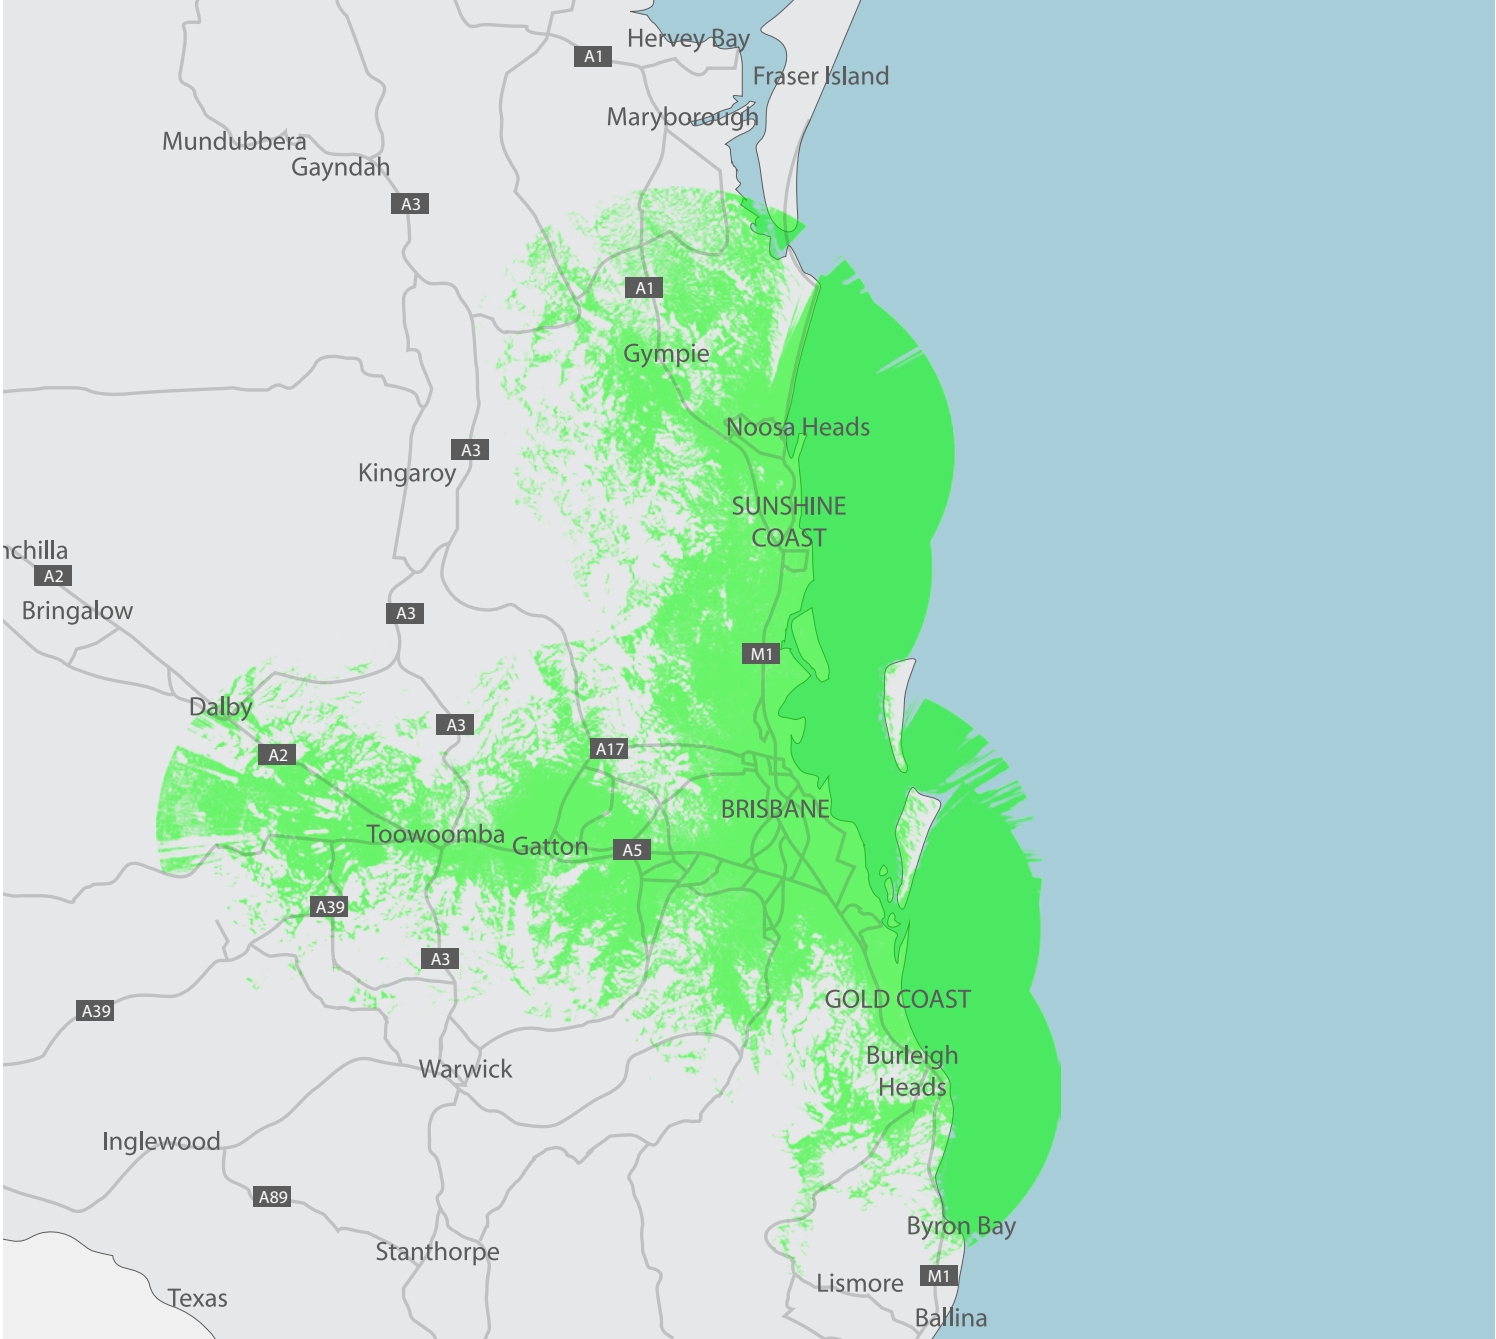 Hervey Bay
A1
Fraser Island
Maryborough
Mundubbera
Gayndah
A3
A1
Gympie
Noosa Heads
A3
Kingaroy
SUNSHINE
COAST
nchilla
A2
Bringalow
A3
M1
Dalby
A3
A17
A2
BRISBANE
Toowoomba
Gatton
A5
A39
A3
GOLD COAST
A39
Burleigh
Heads
Warwick
Inglewood
A89
Byron Bay
Stanthorpe
M1
Lismore
Texas
Ballina